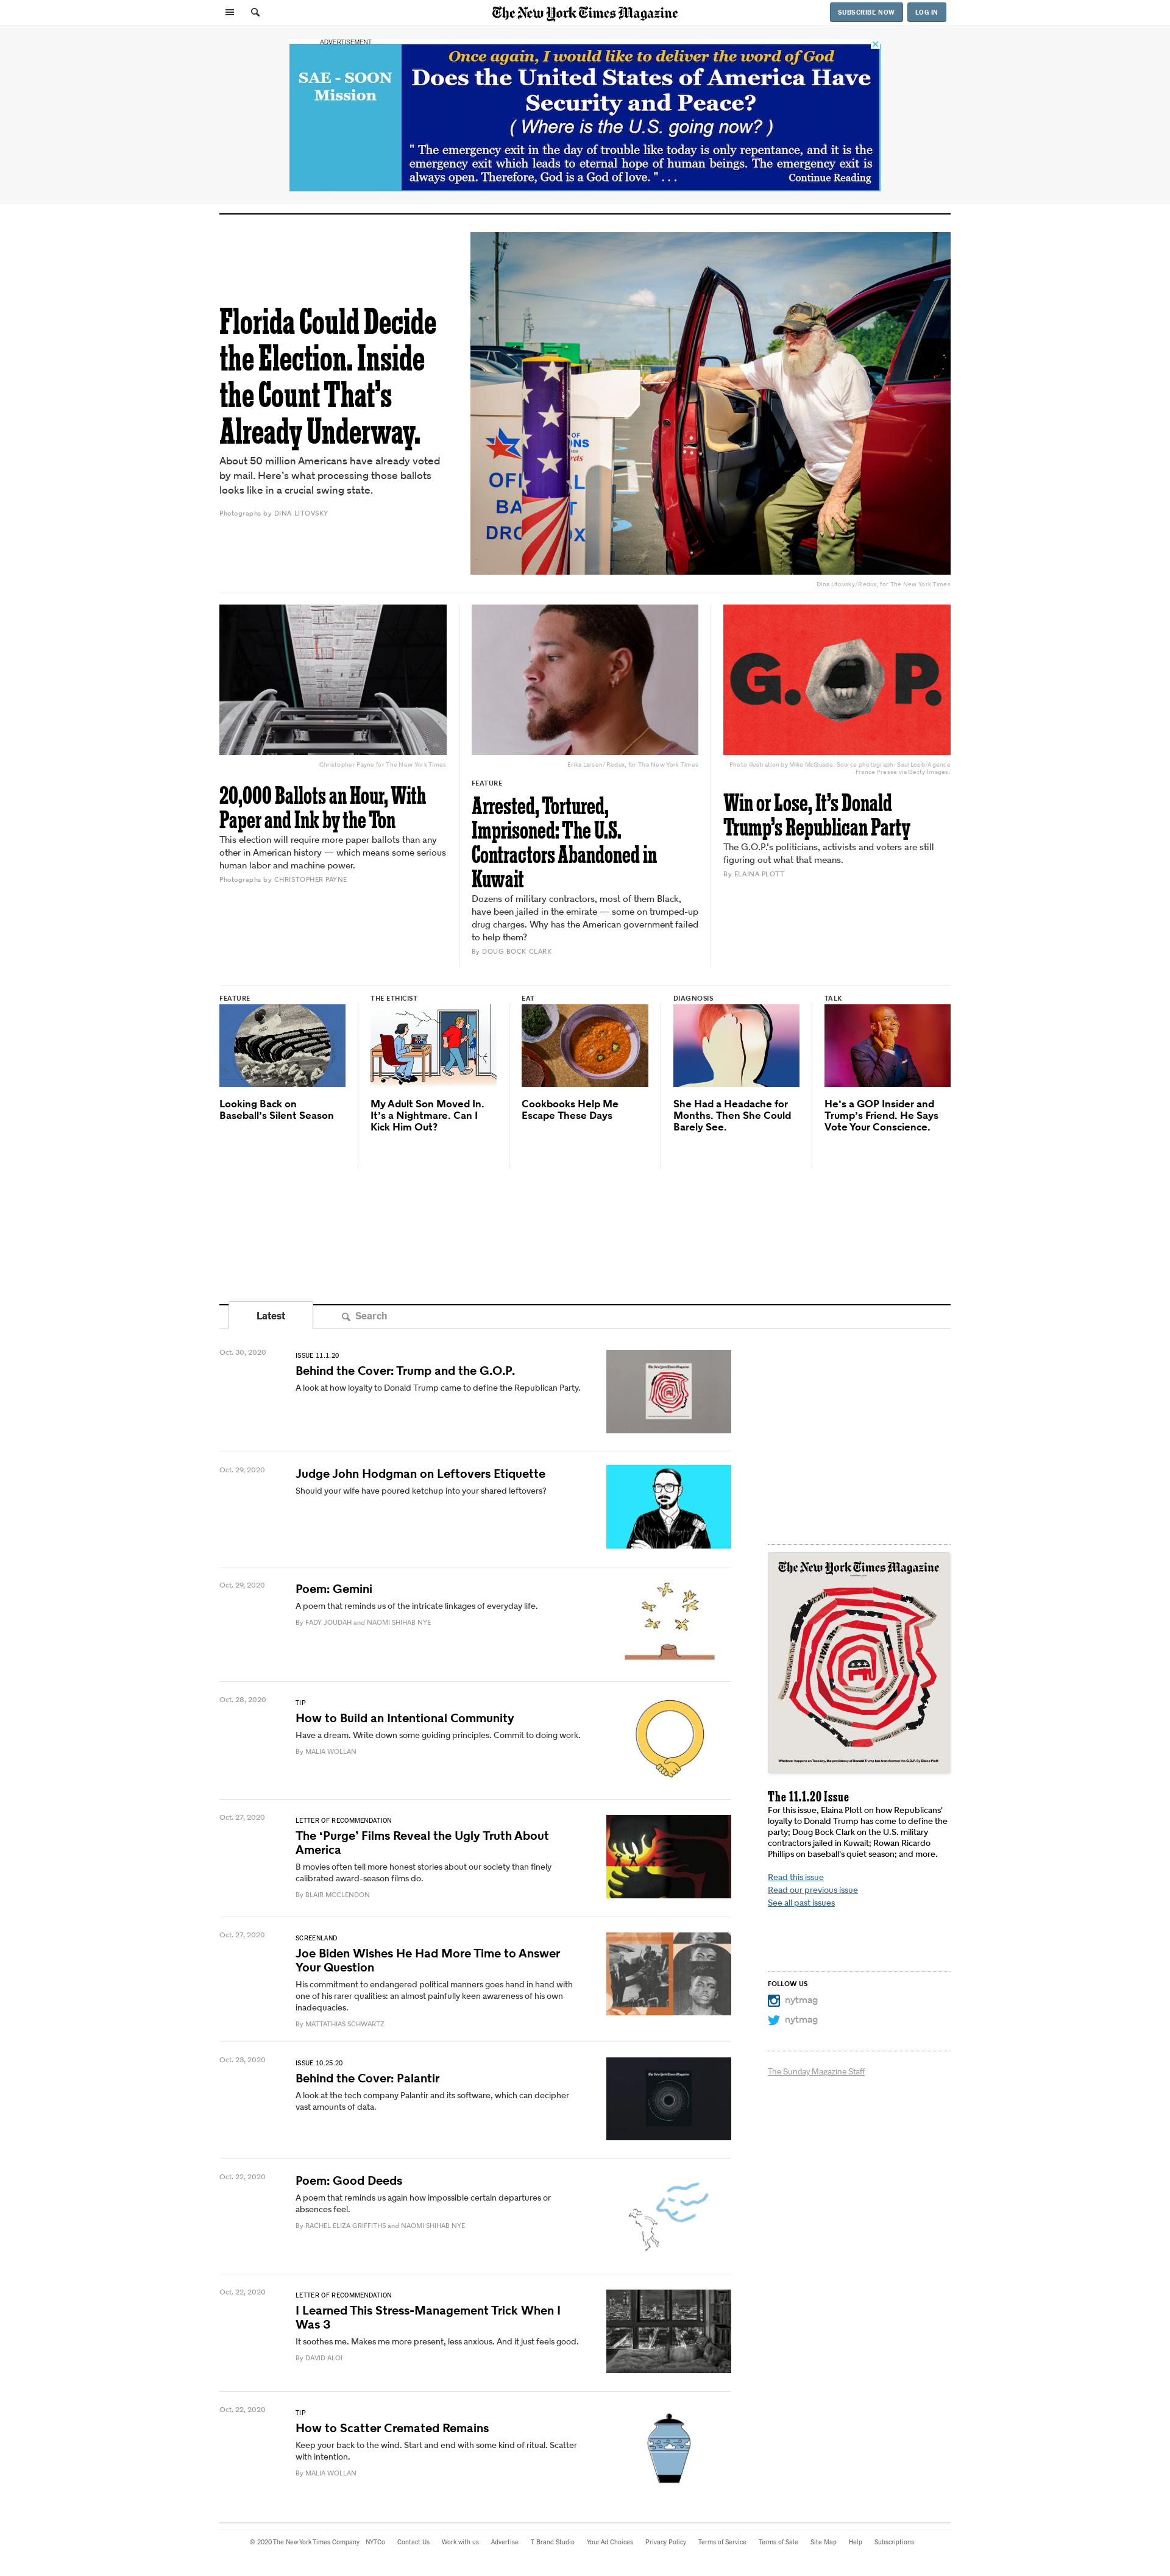 The New York Times Magazine
SUBSCRIBE NOW
LOG IN
ADVERTISEMENT
SAE - SOON
Mission
Once again, I would like to deliver the word of God
Does the United States of America Have
Security and Peace?
( Where is the U.S. going now? )
" The emergency exit in the day of trouble like today is only repentance, and it is the
emergency exit which leads to eternal hope of human beings. The emergency exit is
always open. Therefore, God is a God of love. " . . .
Continue Reading
Florida Could Decide
the Election. Inside
the Count That's
Already Underway.
About 50 million Americans have already voted
by mail. Here's what processing those ballots
looks like in a crucial swing state.
Photographs by DINA LITOVSKY
Dina Litovsky/Redux, for The New York Times
Christopher Payne for The New York Times
20,000 Ballots an Hour, With
Paper and Ink by the Ton
This election will require more paper ballots than any
other in American history — which means some serious
human labor and machine power.
Photographs by CHRISTOPHER PAYNE
Erika Larsen/Redux, for The New York Times
FEATURE
Arrested, Tortured,
Imprisoned: The U.S.
Contractors Abandoned in
Kuwait
Dozens of military contractors, most of them Black,
have been jailed in the emirate — some on trumped-up
drug charges. Why has the American government failed
to help them?
By DOUG BOCK CLARK
G. P.
Photo illustration by Mike McQuade. Source photograph: Saul Loeb/Agence
France Presse via Getty Images.
Win or Lose, It's Donald
Trump's Republican Party
The G.O.P.'s politicians, activists and voters are still
figuring out what that means.
By ELAINA PLOTT
FEATURE
Looking Back on
Baseball's Silent Season
THE ETHICIST
My Adult Son Moved In.
It's a Nightmare. Can I
Kick Him Out?
EAT
Cookbooks Help Me
Escape These Days
DIAGNOSIS
She Had a Headache for
Months. Then She Could
Barely See.
TALK
He's a GOP Insider and
Trump's Friend. He Says
Vote Your Conscience.
Latest
Search
Oct. 30, 2020
ISSUE 11.1.20
Behind the Cover: Trump and the G.O.P.
A look at how loyalty to Donald Trump came to define the Republican Party.
Oct. 29, 2020
Judge John Hodgman on Leftovers Etiquette
Should your wife have poured ketchup into your shared leftovers?
Oct. 29, 2020
Poem: Gemini
A poem that reminds us of the intricate linkages of everyday life.
By FADY JOUDAH and NAOMI SHIHAB NYE
Oct. 28, 2020
TIP
How to Build an Intentional Community
Have a dream. Write down some guiding principles. Commit to doing work.
By MALIA WOLLAN
Oct. 27, 2020
LETTER OF RECOMMENDATION
The 'Purge' Films Reveal the Ugly Truth About
America
B movies often tell more honest stories about our society than finely
calibrated award-season films do.
By BLAIR MCCLENDON
Oct. 27, 2020
SCREENLAND
Joe Biden Wishes He Had More Time to Answer
Your Question
His commitment to endangered political manners goes hand in hand with
one of his rarer qualities: an almost painfully keen awareness of his own
inadequacies.
By MATTATHIAS SCHWARTZ
Oct. 23, 2020
ISSUE 10.25.20
Behind the Cover: Palantir
A look at the tech company Palantir and its software, which can decipher
vast amounts of data.
Oct. 22, 2020
Poem: Good Deeds
A poem that reminds us again how impossible certain departures or
absences feel.
By RACHEL ELIZA GRIFFITHS and NAOMI SHIHAB NYE
Oct. 22, 2020
LETTER OF RECOMMENDATION
I Learned This Stress-Management Trick When I
Was 3
It soothes me. Makes me more present, less anxious. And it just feels good.
By DAVID ALOI
Oct. 22, 2020
TIP
How to Scatter Cremated Remains
Keep your back to the wind. Start and end with some kind of ritual. Scatter
with intention.
By MALIA WOLLAN
The New York Times Magazine
Whatever happens on Tuesday, the presidency of Donald Trump has transformed the G.O.P. By Elaina Plott
The 11.1.20 Issue
For this issue, Elaina Plott on how Republicans'
loyalty to Donald Trump has come to define the
party; Doug Bock Clark on the U.S. military
contractors jailed in Kuwait; Rowan Ricardo
Phillips on baseball's quiet season; and more.
Read this issue
Read our previous issue
See all past issues
FOLLOW US
nytmag
nytmag
The Sunday Magazine Staff
© 2020 The New York Times Company NYTCo Contact Us Work with us Advertise T Brand Studio Your Ad Choices Privacy Policy Terms of Service Terms of Sale Site Map Help Subscriptions